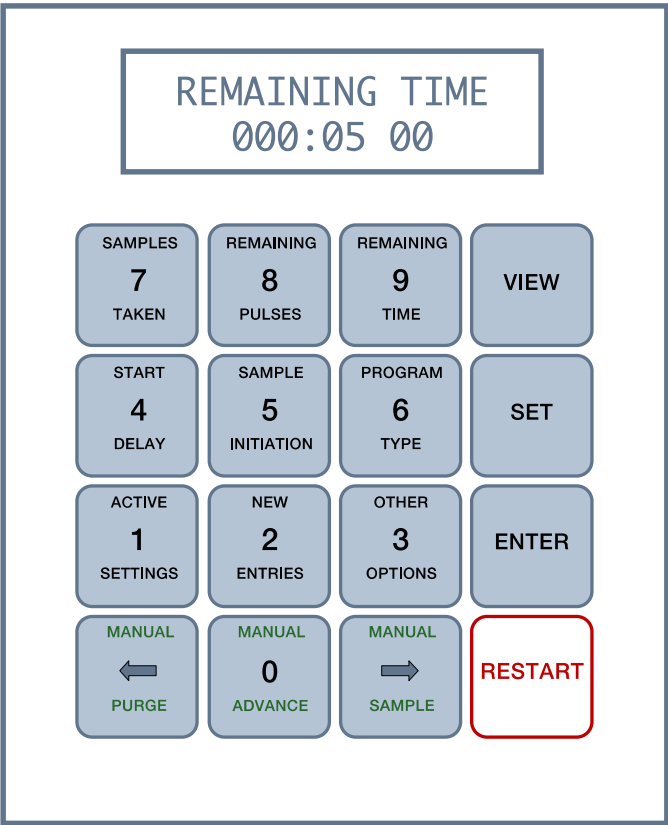 REMAINING TIME
000:05 00
SAMPLES
7
TAKEN
REMAINING
8
PULSES
REMAINING
9
TIME
VIEW
START
4
DELAY
SAMPLE
5
INITIATION
PROGRAM
6
TYPE
SET
ACTIVE
1
SETTINGS
NEW
2
ENTRIES
OTHER
3
OPTIONS
ENTER
MANUAL
PURGE
MANUAL
0
ADVANCE
MANUAL
SAMPLE
RESTART